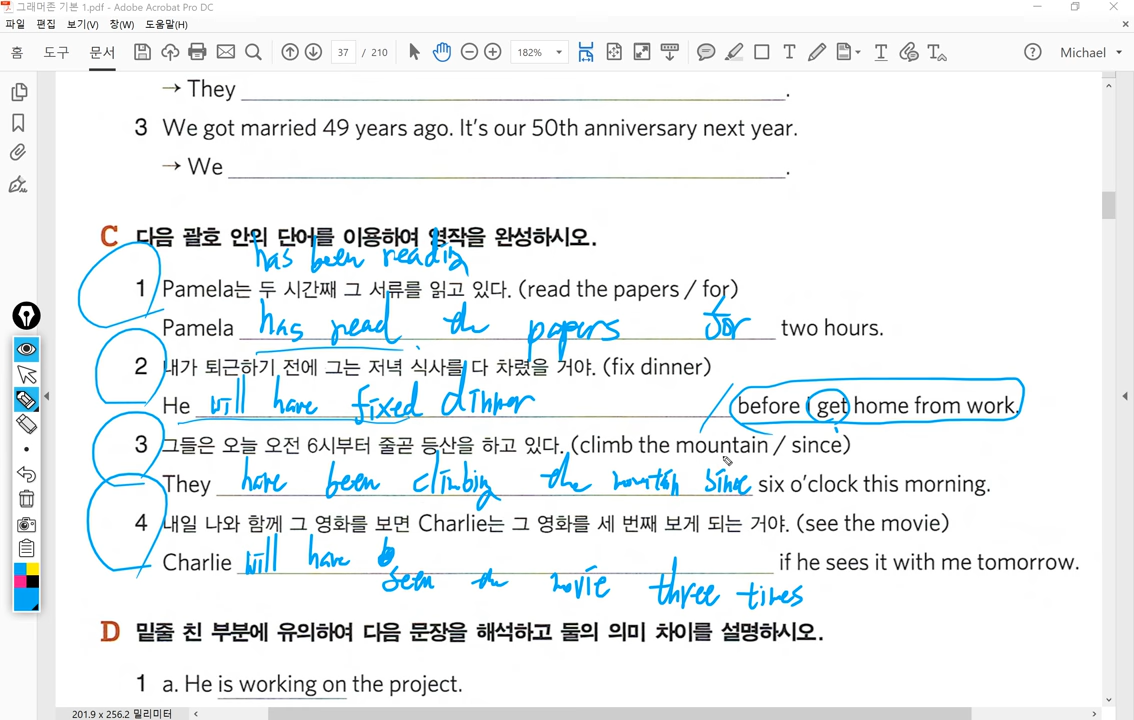 그래머존 기본 1.pdf - Adobe Acrobat Pro DC
파일 편집 보기(V) 창(W) 도움말(H)
홈 도구 문서 37 / 210 182% Michael
→ They .
3 We got married 49 years ago. It's our 50th anniversary next year.
→ We .
C 다음 괄호 안의 단어를 이용하여 영작을 완성하시오.
has been reading
1 Pamela는 두 시간째 그 서류를 읽고 있다. (read the papers / for)
Pamela has read the papers for two hours.
2 내가 퇴근하기 전에 그는 저녁 식사를 다 차렸을 거야. (fix dinner)
He will have fixed dinner / before I get home from work.
3 그들은 오늘 오전 6시부터 줄곧 등산을 하고 있다. (climb the mountain / since)
They have been climbing the mountain since six o'clock this morning.
4 내일 나와 함께 그 영화를 보면 Charlie는 그 영화를 세 번째 보게 되는 거야. (see the movie)
Charlie will have if he sees it with me tomorrow.
seen the movie three times
D 밑줄 친 부분에 유의하여 다음 문장을 해석하고 둘의 의미 차이를 설명하시오.
1 a. He is working on the project.
201.9 x 256.2 밀리미터